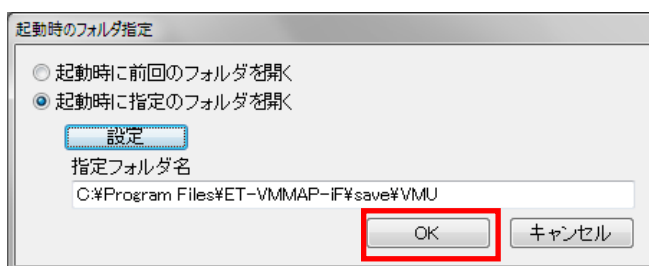 起動時のフォルダ指定
起動時に前回のフォルダを開く
起動時に指定のフォルダを開く
設定
指定フォルダ名
C:¥Program Files¥ET-VMMAP-iF¥save¥VMU
OK キャンセル